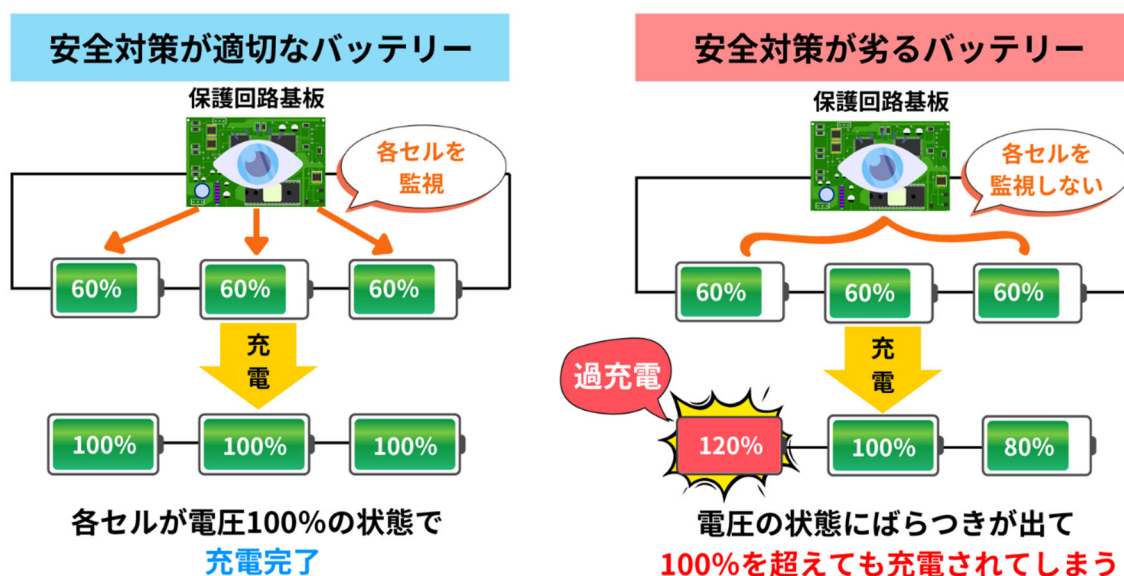 安全対策が適切なバッテリー
保護回路基板
各セルを
監視
60%
60%
60%
充
電
100%
100%
100%
各セルが電圧100%の状態で
充電完了
安全対策が劣るバッテリー
保護回路基板
各セルを
監視しない
60%
60%
60%
充
電
過充電
120%
100%
80%
電圧の状態にばらつきが出て
100%を超えても充電されてしまう